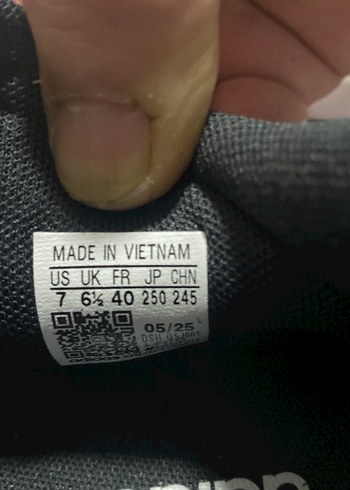 MADE IN VIETNAM
US UK FR JP CHN
7 6½ 40 250 245
05/25